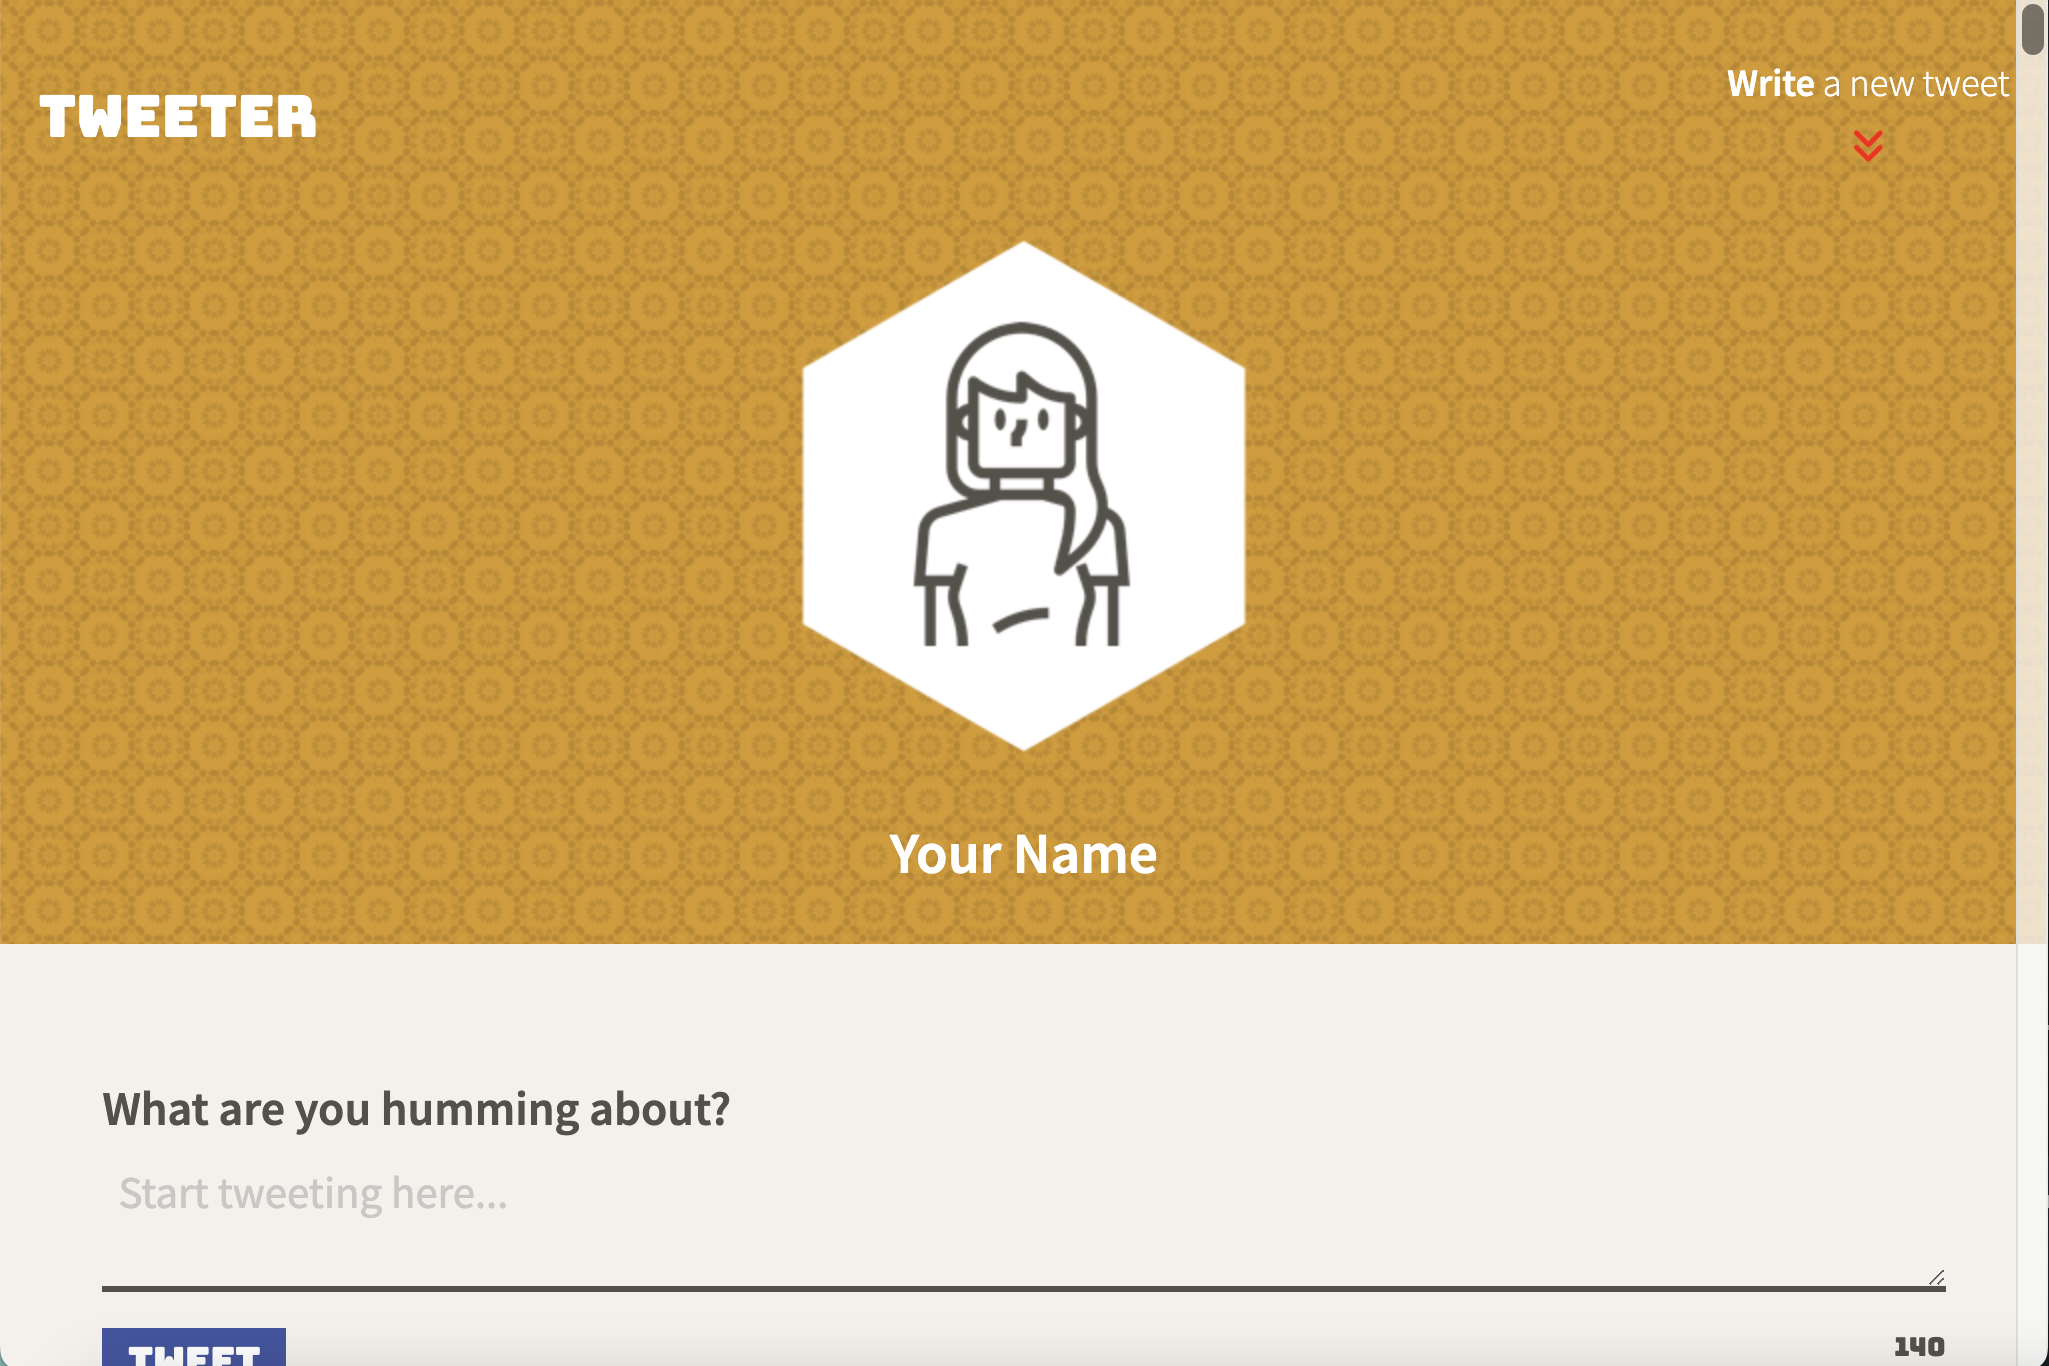 TWEETER
Write a new tweet
Your Name
What are you humming about?
Start tweeting here...
TWEET
140